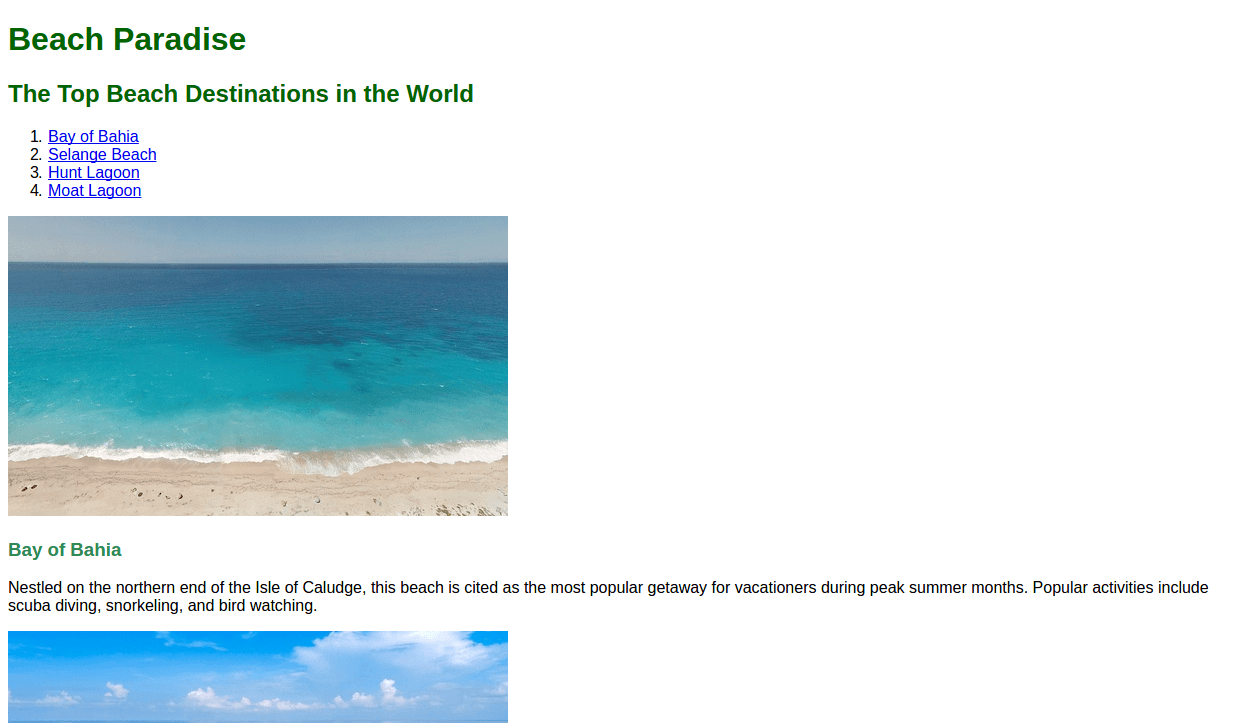 Beach Paradise
The Top Beach Destinations in the World
1. Bay of Bahia
2. Selange Beach
3. Hunt Lagoon
4. Moat Lagoon
Bay of Bahia
Nestled on the northern end of the Isle of Caludge, this beach is cited as the most popular getaway for vacationers during peak summer months. Popular activities include
scuba diving, snorkeling, and bird watching.